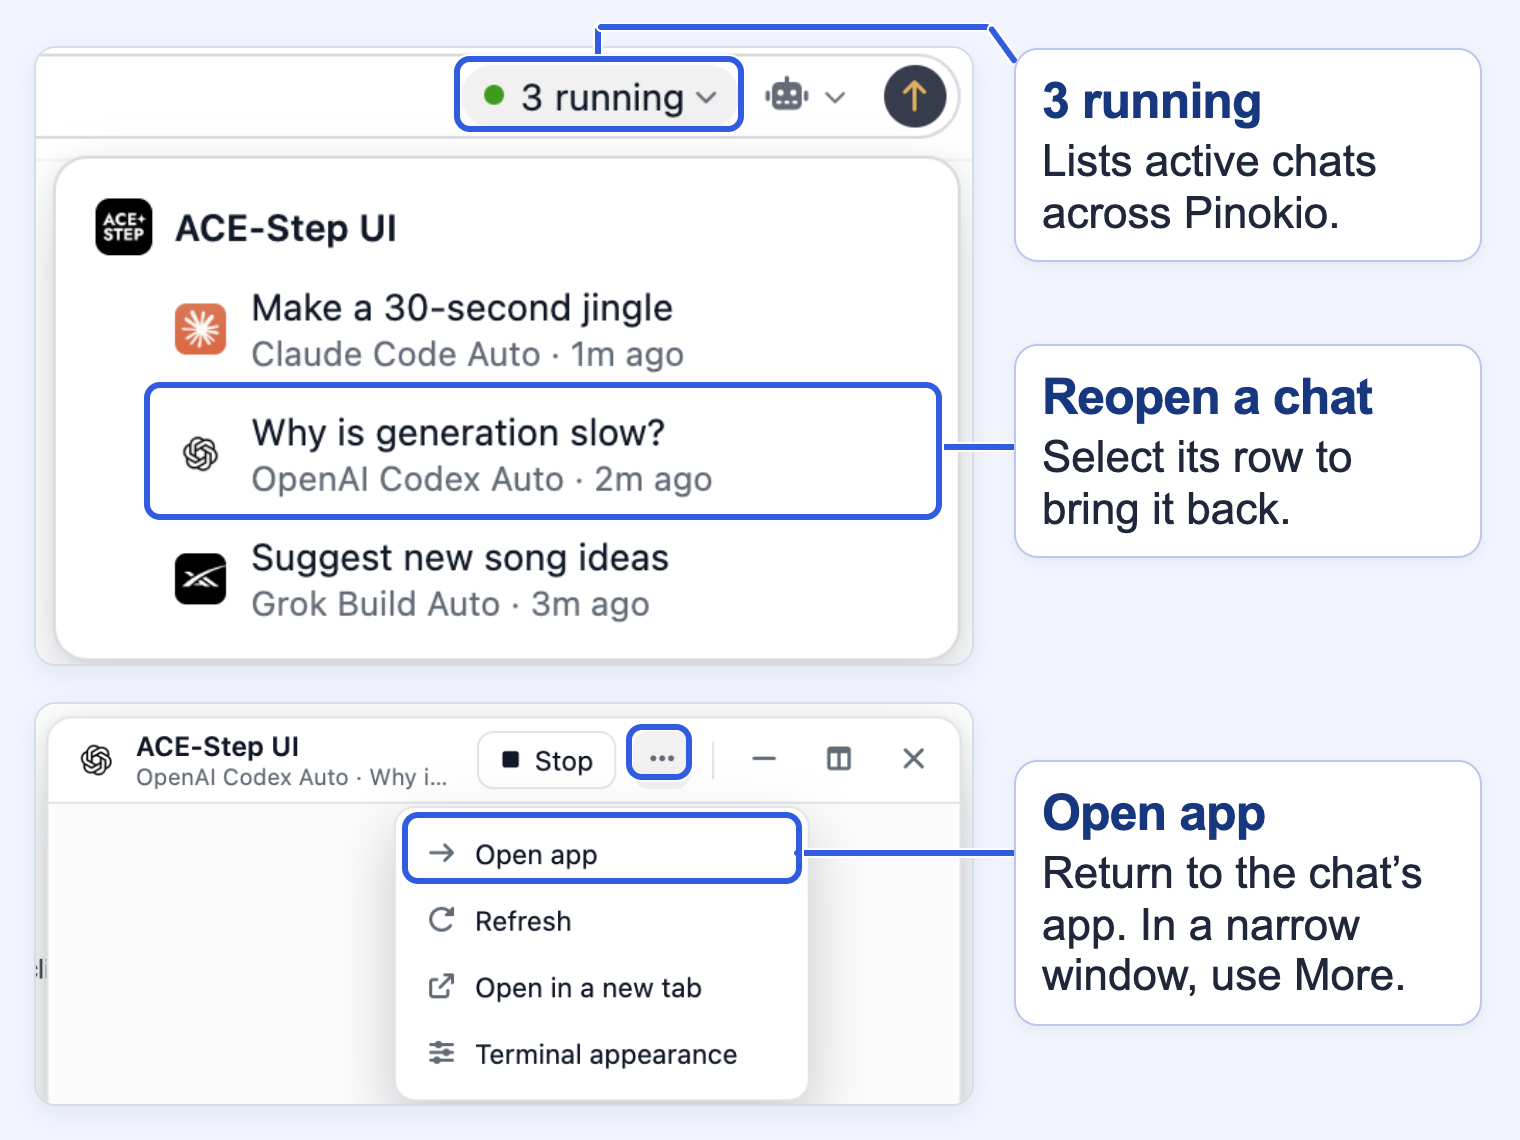 3 running
3 running
Lists active chats
across Pinokio.
ACE-Step UI
ACE+
STEP
Make a 30-second jingle
Claude Code Auto · 1m ago
Why is generation slow?
OpenAI Codex Auto · 2m ago
Reopen a chat
Select its row to
bring it back.
Suggest new song ideas
Grok Build Auto · 3m ago
ACE-Step UI
OpenAI Codex Auto · Why i...
Stop
Open app
Refresh
Open in a new tab
Terminal appearance
Open app
Return to the chat’s
app. In a narrow
window, use More.